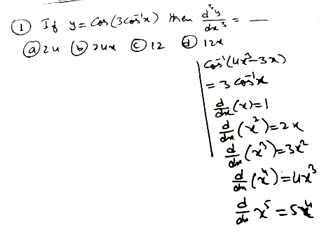 ① If y = Cos(3cos⁻¹x) then d³y/dx³ = —
ⓐ 24 ⓑ 24x ⓒ 12 ⓓ 12x
cos⁻¹(4x³-3x)
= 3 cos⁻¹x
d/dx (x) = 1
d/dx (x²) = 2x
d/dx (x³) = 3x²
d/dx (x⁴) = 4x³
d/dx x⁵ = 5x⁴